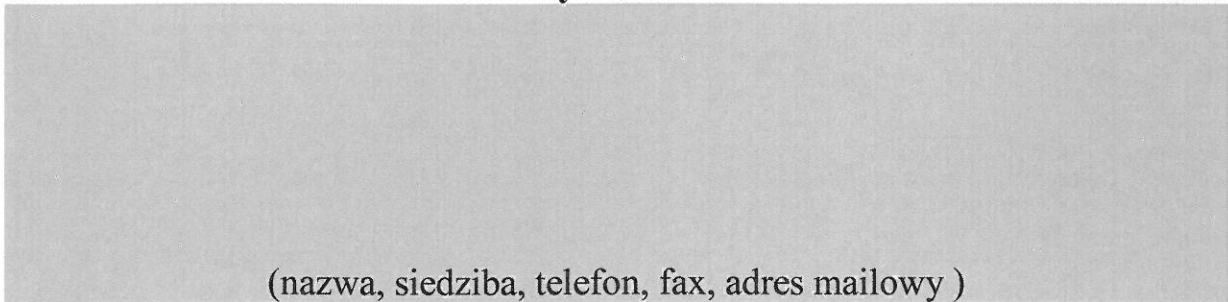 (nazwa, siedziba, telefon, fax, adres mailowy )